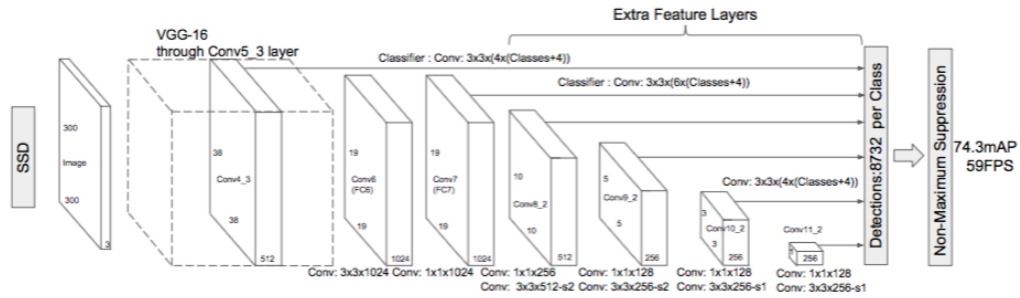 Extra Feature Layers
VGG-16
through Conv5_3 layer
Classifier : Conv: 3x3x(4x(Classes+4))
Classifier : Conv: 3x3x(6x(Classes+4))
SSD
300
Image
300
3
38
Conv4_3
38
512
19
Conv6
(FC6)
19
1024
19
Conv7
(FC7)
19
1024
10
Conv8_2
10
512
5
Conv9_2
5
256
Conv: 3x3x(4x(Classes+4))
3
Conv10_2
3
256
Conv11_2
256
Detections:8732 per Class
Non-Maximum Suppression
74.3mAP
59FPS
Conv: 3x3x1024
Conv: 1x1x1024
Conv: 1x1x256
Conv: 3x3x512-s2
Conv: 1x1x128
Conv: 3x3x256-s2
Conv: 1x1x128
Conv: 3x3x256-s1
Conv: 1x1x128
Conv: 3x3x256-s1